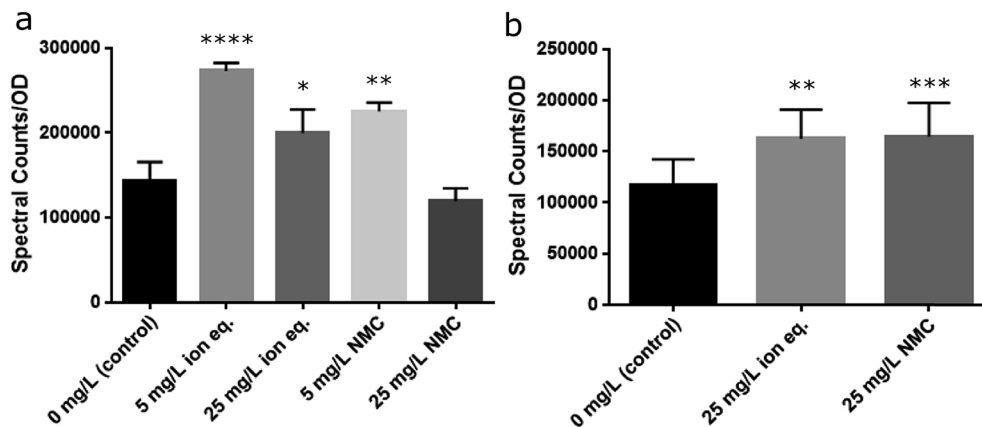 a
Spectral Counts/OD
300000
200000
100000
0
****
*
**
0 mg/L (control)
5 mg/L ion eq.
25 mg/L ion eq.
5 mg/L NMC
25 mg/L NMC
b
Spectral Counts/OD
250000
200000
150000
100000
50000
0
**
***
0 mg/L (control)
25 mg/L ion eq.
25 mg/L NMC